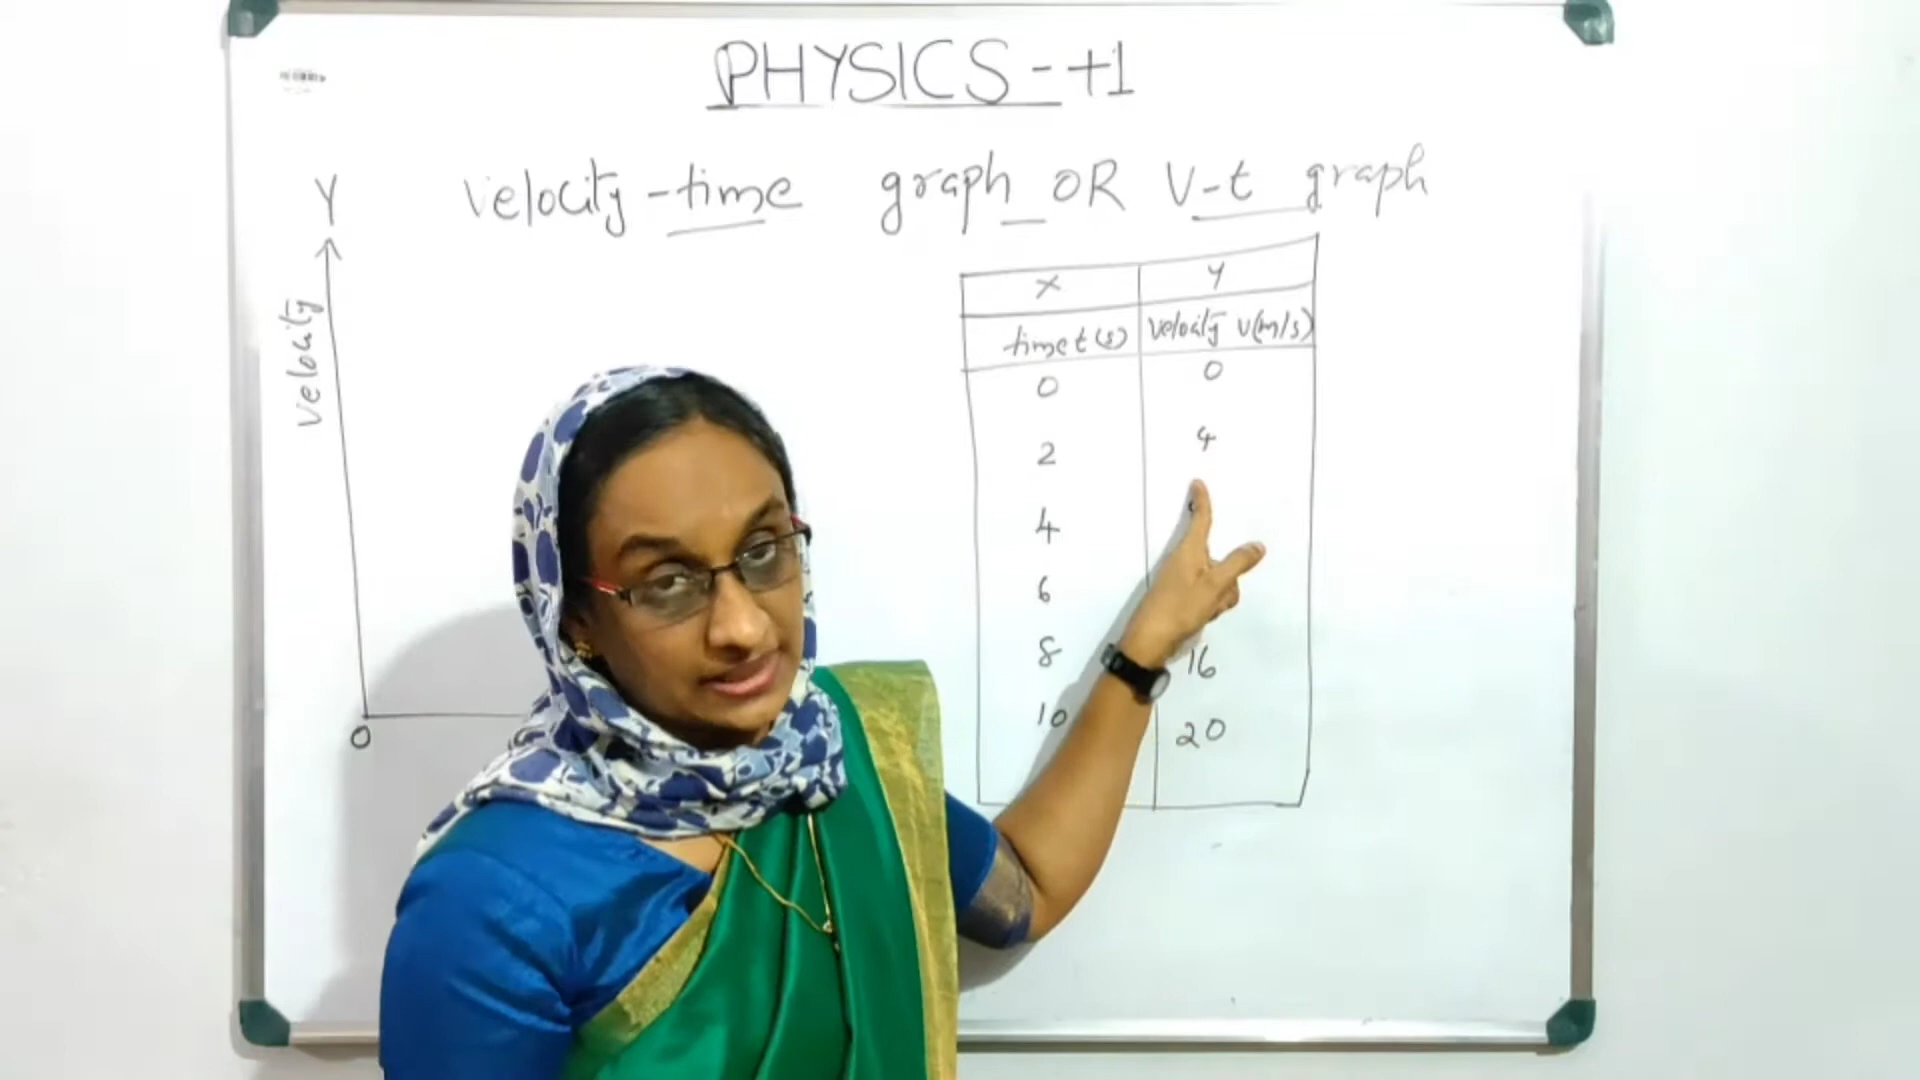 PHYSICS-+1
Velocity-time graph OR V-t graph
Y
Velocity
0
X Y
time t(s) velocity v(m/s)
0 0
2 4
4
6
8 16
10 20